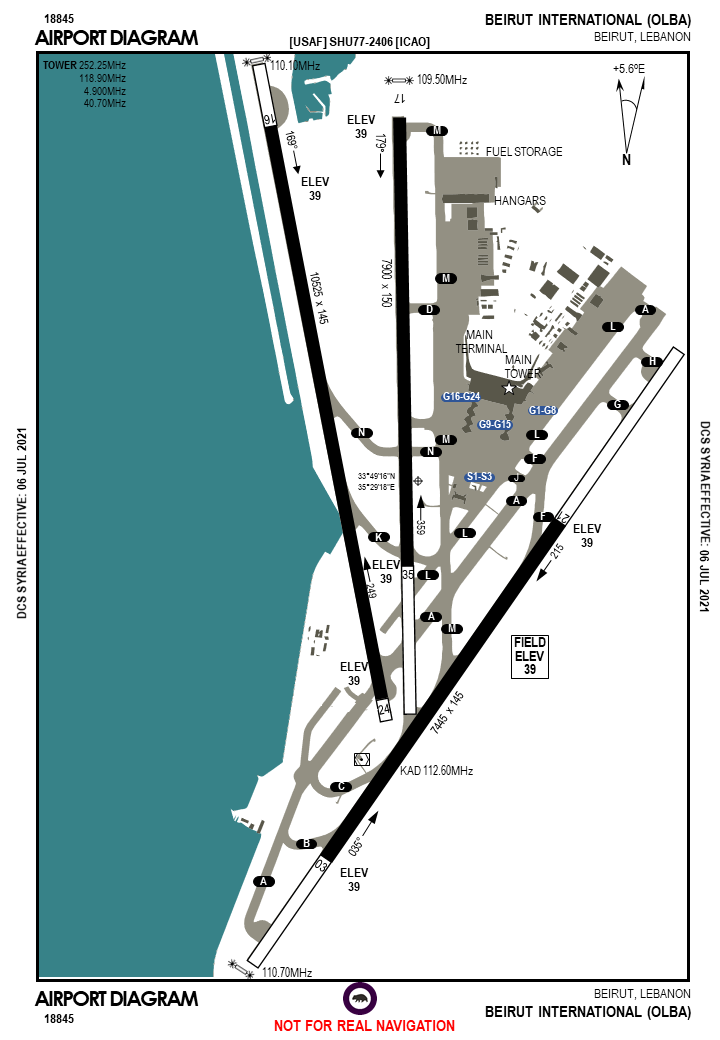 18845
BEIRUT INTERNATIONAL (OLBA)
AIRPORT DIAGRAM
[USAF] SHU77-2406 [ICAO]
BEIRUT, LEBANON
TOWER 252.25MHz
118.90MHz
4.900MHz
40.70MHz
110.10MHz
109.50MHz
+5.6ºE
N
16
17
169°
179°
ELEV
39
ELEV
39
M
FUEL STORAGE
HANGARS
7900 x 150
10525 x 145
M
D
A
L
H
G
MAIN
TERMINAL
MAIN
TOWER
G16-G24
G1-G8
G9-G15
L
N
M
N
F
33°49'16"N
35°29'18"E
S1-S3
J
A
F
21
359
L
K
ELEV
39
215
ELEV
39
35
L
249
A
M
FIELD
ELEV
39
ELEV
39
24
7445 x 145
KAD 112.60MHz
C
B
035°
03
ELEV
39
A
110.70MHz
DCS SYRIA EFFECTIVE: 06 JUL 2021
DCS SYRIA EFFECTIVE: 06 JUL 2021
AIRPORT DIAGRAM
BEIRUT, LEBANON
18845
BEIRUT INTERNATIONAL (OLBA)
NOT FOR REAL NAVIGATION